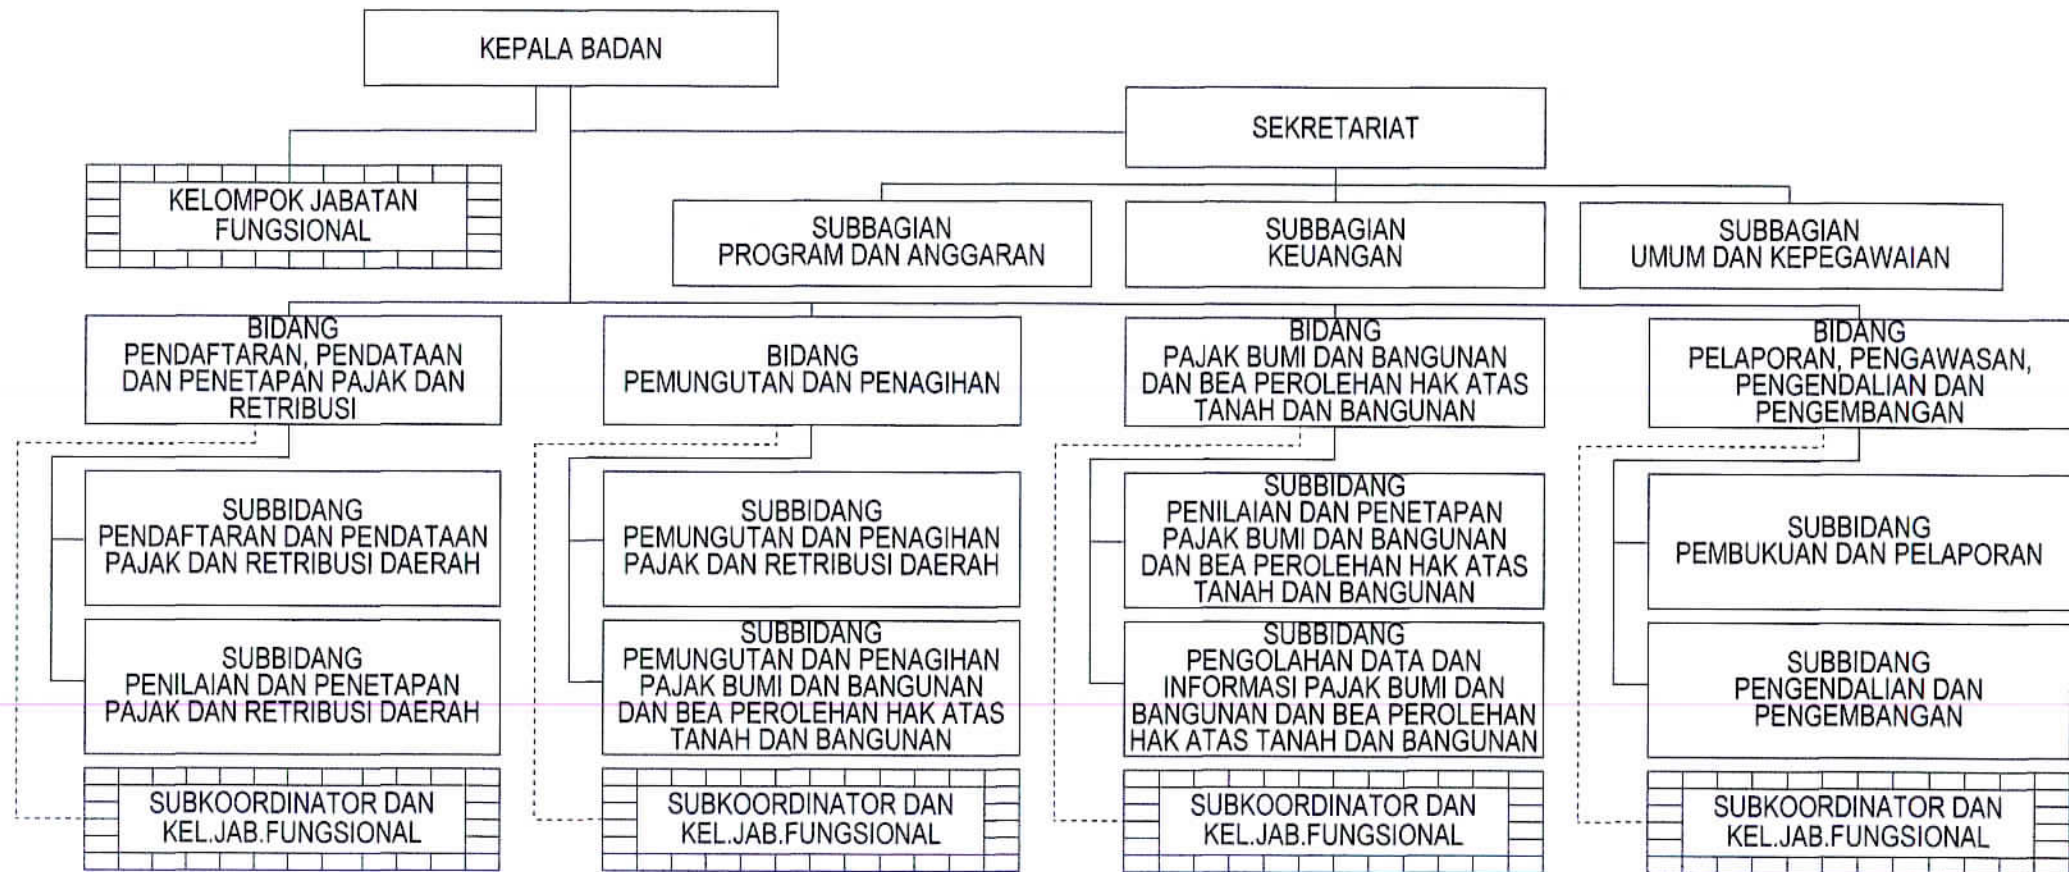 KEPALA BADAN
SEKRETARIAT
KELOMPOK JABATAN
FUNGSIONAL
SUBBAGIAN
PROGRAM DAN ANGGARAN
SUBBAGIAN
KEUANGAN
SUBBAGIAN
UMUM DAN KEPEGAWAIAN
BIDANG
PENDAFTARAN, PENDATAAN
DAN PENETAPAN PAJAK DAN
RETRIBUSI
BIDANG
PEMUNGUTAN DAN PENAGIHAN
BIDANG
PAJAK BUMI DAN BANGUNAN
DAN BEA PEROLEHAN HAK ATAS
TANAH DAN BANGUNAN
BIDANG
PELAPORAN, PENGAWASAN,
PENGENDALIAN DAN
PENGEMBANGAN
SUBBIDANG
PENDAFTARAN DAN PENDATAAN
PAJAK DAN RETRIBUSI DAERAH
SUBBIDANG
PEMUNGUTAN DAN PENAGIHAN
PAJAK DAN RETRIBUSI DAERAH
SUBBIDANG
PENILAIAN DAN PENETAPAN
PAJAK BUMI DAN BANGUNAN
DAN BEA PEROLEHAN HAK ATAS
TANAH DAN BANGUNAN
SUBBIDANG
PEMBUKUAN DAN PELAPORAN
SUBBIDANG
PENILAIAN DAN PENETAPAN
PAJAK DAN RETRIBUSI DAERAH
SUBBIDANG
PEMUNGUTAN DAN PENAGIHAN
PAJAK BUMI DAN BANGUNAN
DAN BEA PEROLEHAN HAK ATAS
TANAH DAN BANGUNAN
SUBBIDANG
PENGOLAHAN DATA DAN
INFORMASI PAJAK BUMI DAN
BANGUNAN DAN BEA PEROLEHAN
HAK ATAS TANAH DAN BANGUNAN
SUBBIDANG
PENGENDALIAN DAN
PENGEMBANGAN
SUBKOORDINATOR DAN
KEL.JAB.FUNGSIONAL
SUBKOORDINATOR DAN
KEL.JAB.FUNGSIONAL
SUBKOORDINATOR DAN
KEL.JAB.FUNGSIONAL
SUBKOORDINATOR DAN
KEL.JAB.FUNGSIONAL